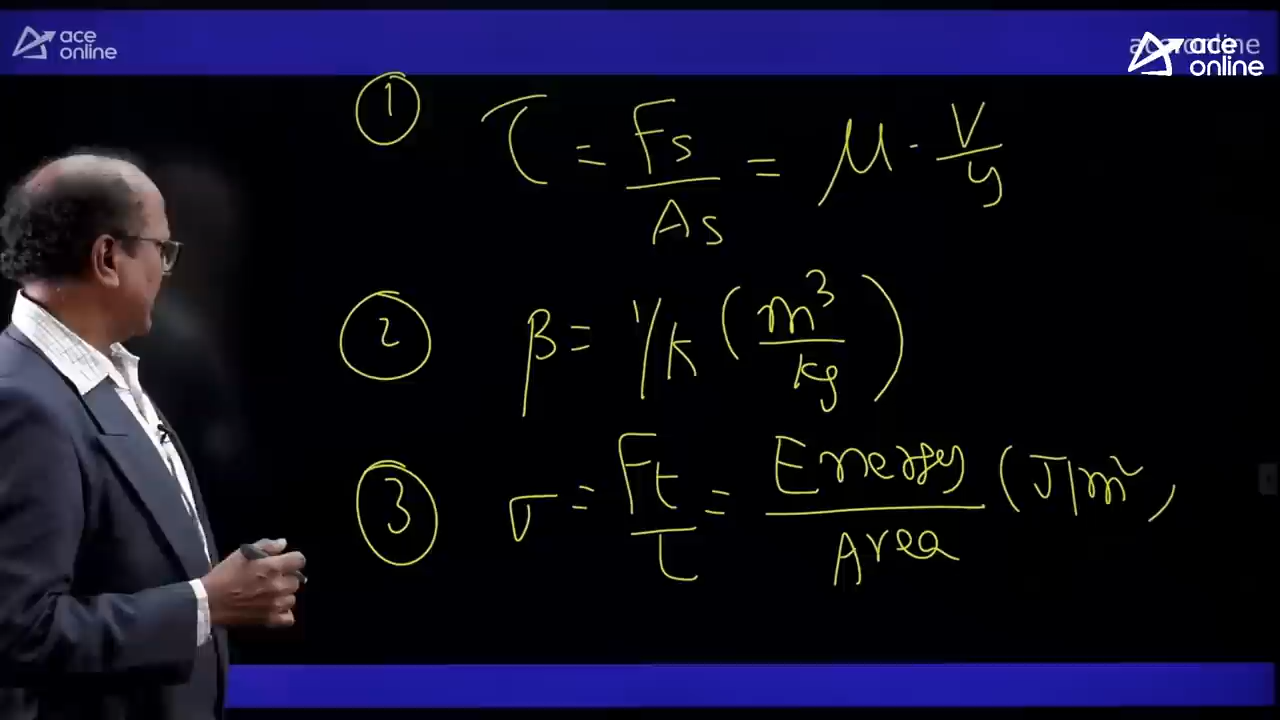 ace
online
ace
online
① τ = Fs/As = μ · V/y
② β = 1/k (m³/kg)
③ σ = Ft/L = Energy/Area (J/m²,